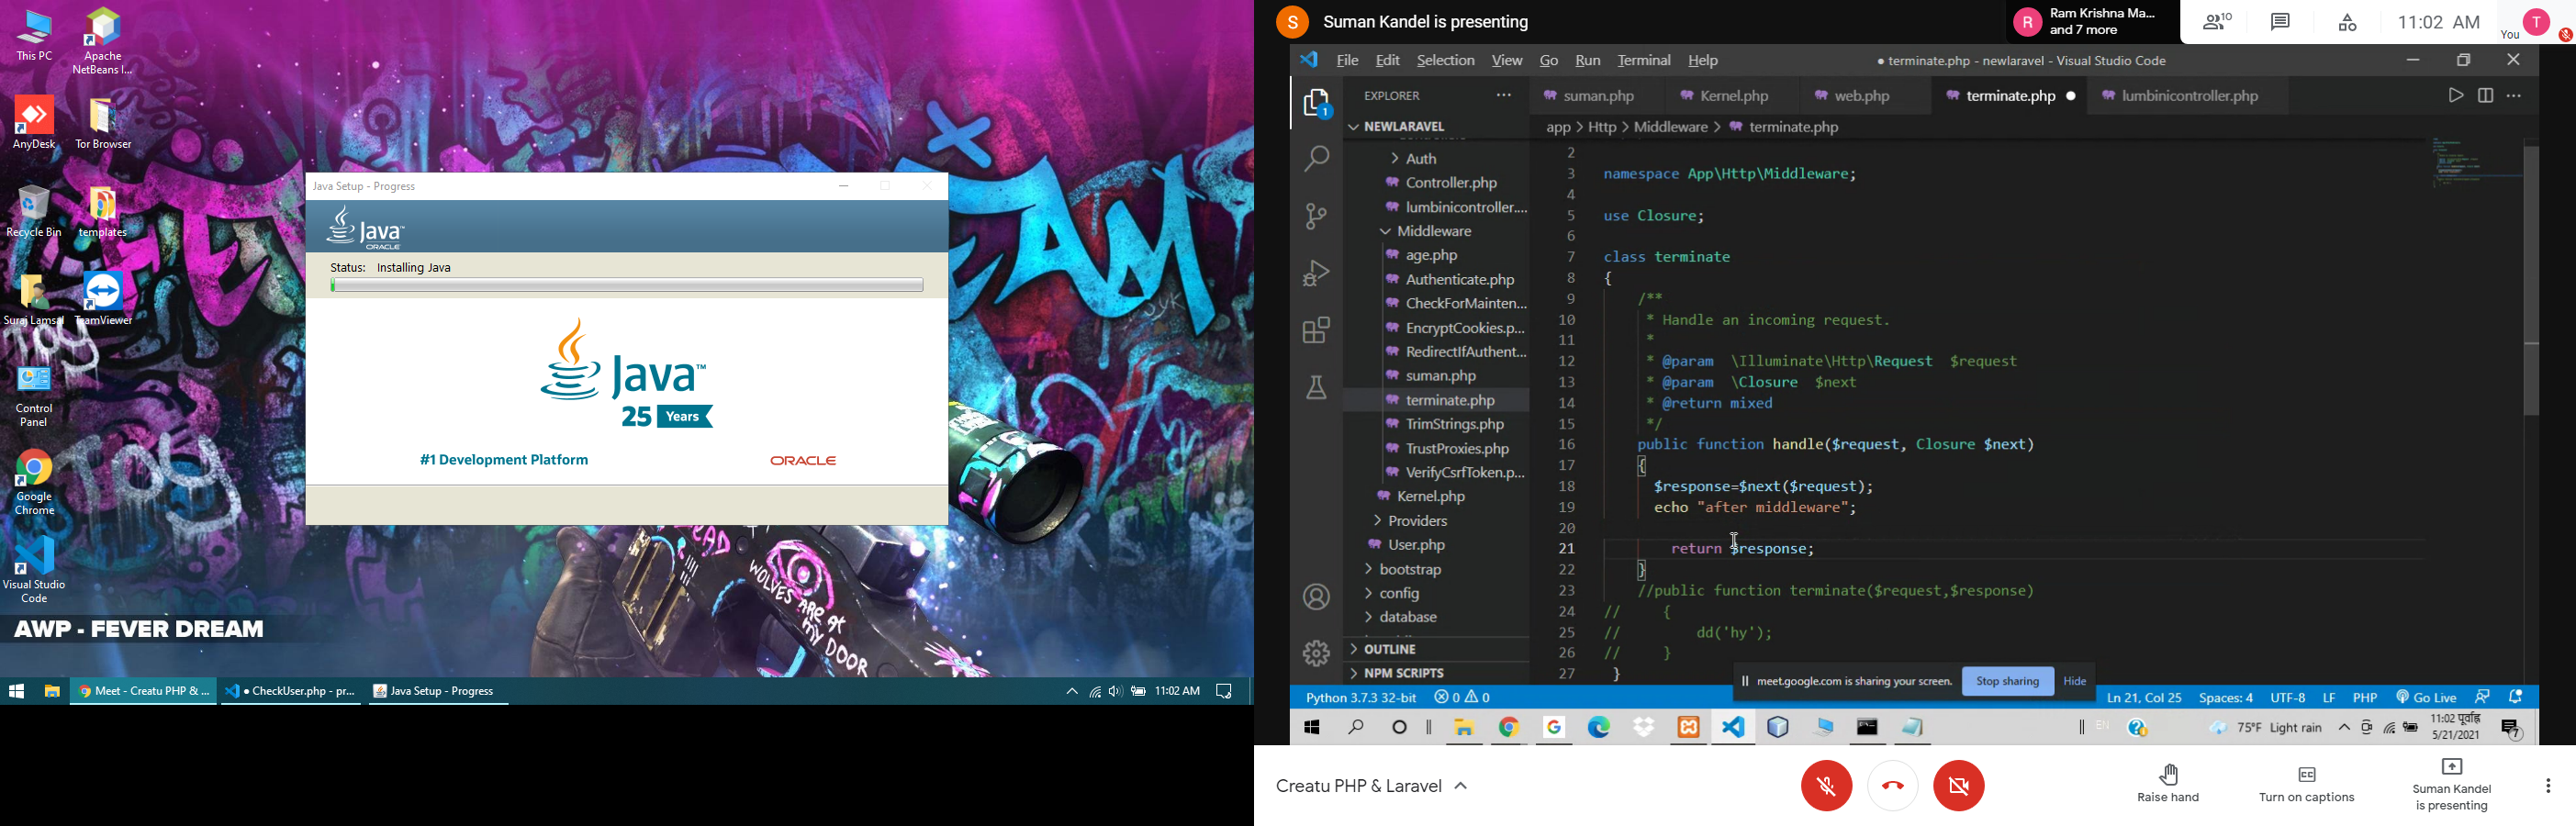 This PC
Apache
NetBeans I...
AnyDesk
Tor Browser
Recycle Bin
templates
Suraj Lamsal
TeamViewer
Control
Panel
Google
Chrome
Visual Studio
Code
AWP - FEVER DREAM
Java Setup - Progress
Java™
ORACLE
Status: Installing Java
Java™
25 Years
#1 Development Platform
ORACLE
WOLVES ARE at
my DOOR
Meet - Creatu PHP & ...
● CheckUser.php - pr...
Java Setup - Progress
11:02 AM
S
Suman Kandel is presenting
R
Ram Krishna Ma...
and 7 more
10
11:02 AM
You
T
File Edit Selection View Go Run Terminal Help
● terminate.php - newlaravel - Visual Studio Code
1
EXPLORER ...
suman.php
Kernel.php
web.php
terminate.php ●
lumbinicontroller.php
NEWLARAVEL
app > Http > Middleware > terminate.php
Auth
Controller.php
lumbinicontroller....
Middleware
age.php
Authenticate.php
CheckForMainten...
EncryptCookies.p...
RedirectIfAuthent...
suman.php
terminate.php
TrimStrings.php
TrustProxies.php
VerifyCsrfToken.p...
Kernel.php
Providers
User.php
bootstrap
config
database
OUTLINE
NPM SCRIPTS
2
3 namespace App\Http\Middleware;
4
5 use Closure;
6
7 class terminate
8 {
9 /**
10 * Handle an incoming request.
11 *
12 * @param \Illuminate\Http\Request $request
13 * @param \Closure $next
14 * @return mixed
15 */
16 public function handle($request, Closure $next)
17 {
18 $response=$next($request);
19 echo "after middleware";
20
21 return $response;
22 }
23 //public function terminate($request,$response)
24 // {
25 // dd('hy');
26 // }
27 }
meet.google.com is sharing your screen.
Stop sharing
Hide
Python 3.7.3 32-bit 0 0
Ln 21, Col 25 Spaces: 4 UTF-8 LF PHP Go Live
EN
75°F Light rain
11:02 पूर्वाह्न
5/21/2021
7
Creatu PHP & Laravel
Raise hand
Turn on captions
Suman Kandel
is presenting